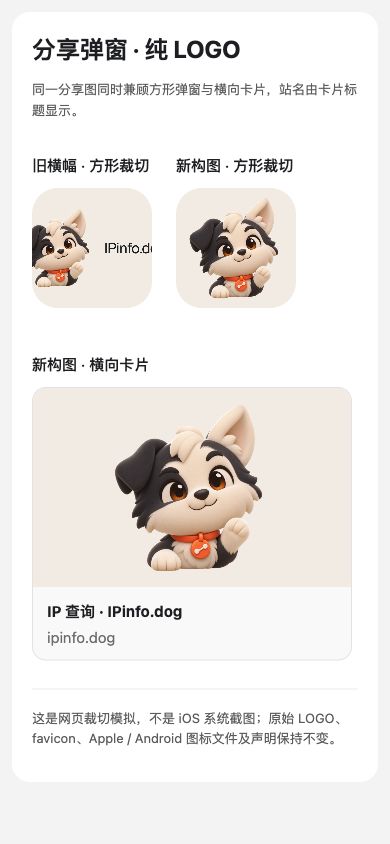 分享弹窗 · 纯 LOGO
同一分享图同时兼顾方形弹窗与横向卡片，站名由卡片标
题显示。
旧横幅 · 方形裁切
新构图 · 方形裁切
IPinfo.do
新构图 · 横向卡片
IP 查询 · IPinfo.dog
ipinfo.dog
这是网页裁切模拟，不是 iOS 系统截图；原始 LOGO、
favicon、Apple / Android 图标文件及声明保持不变。